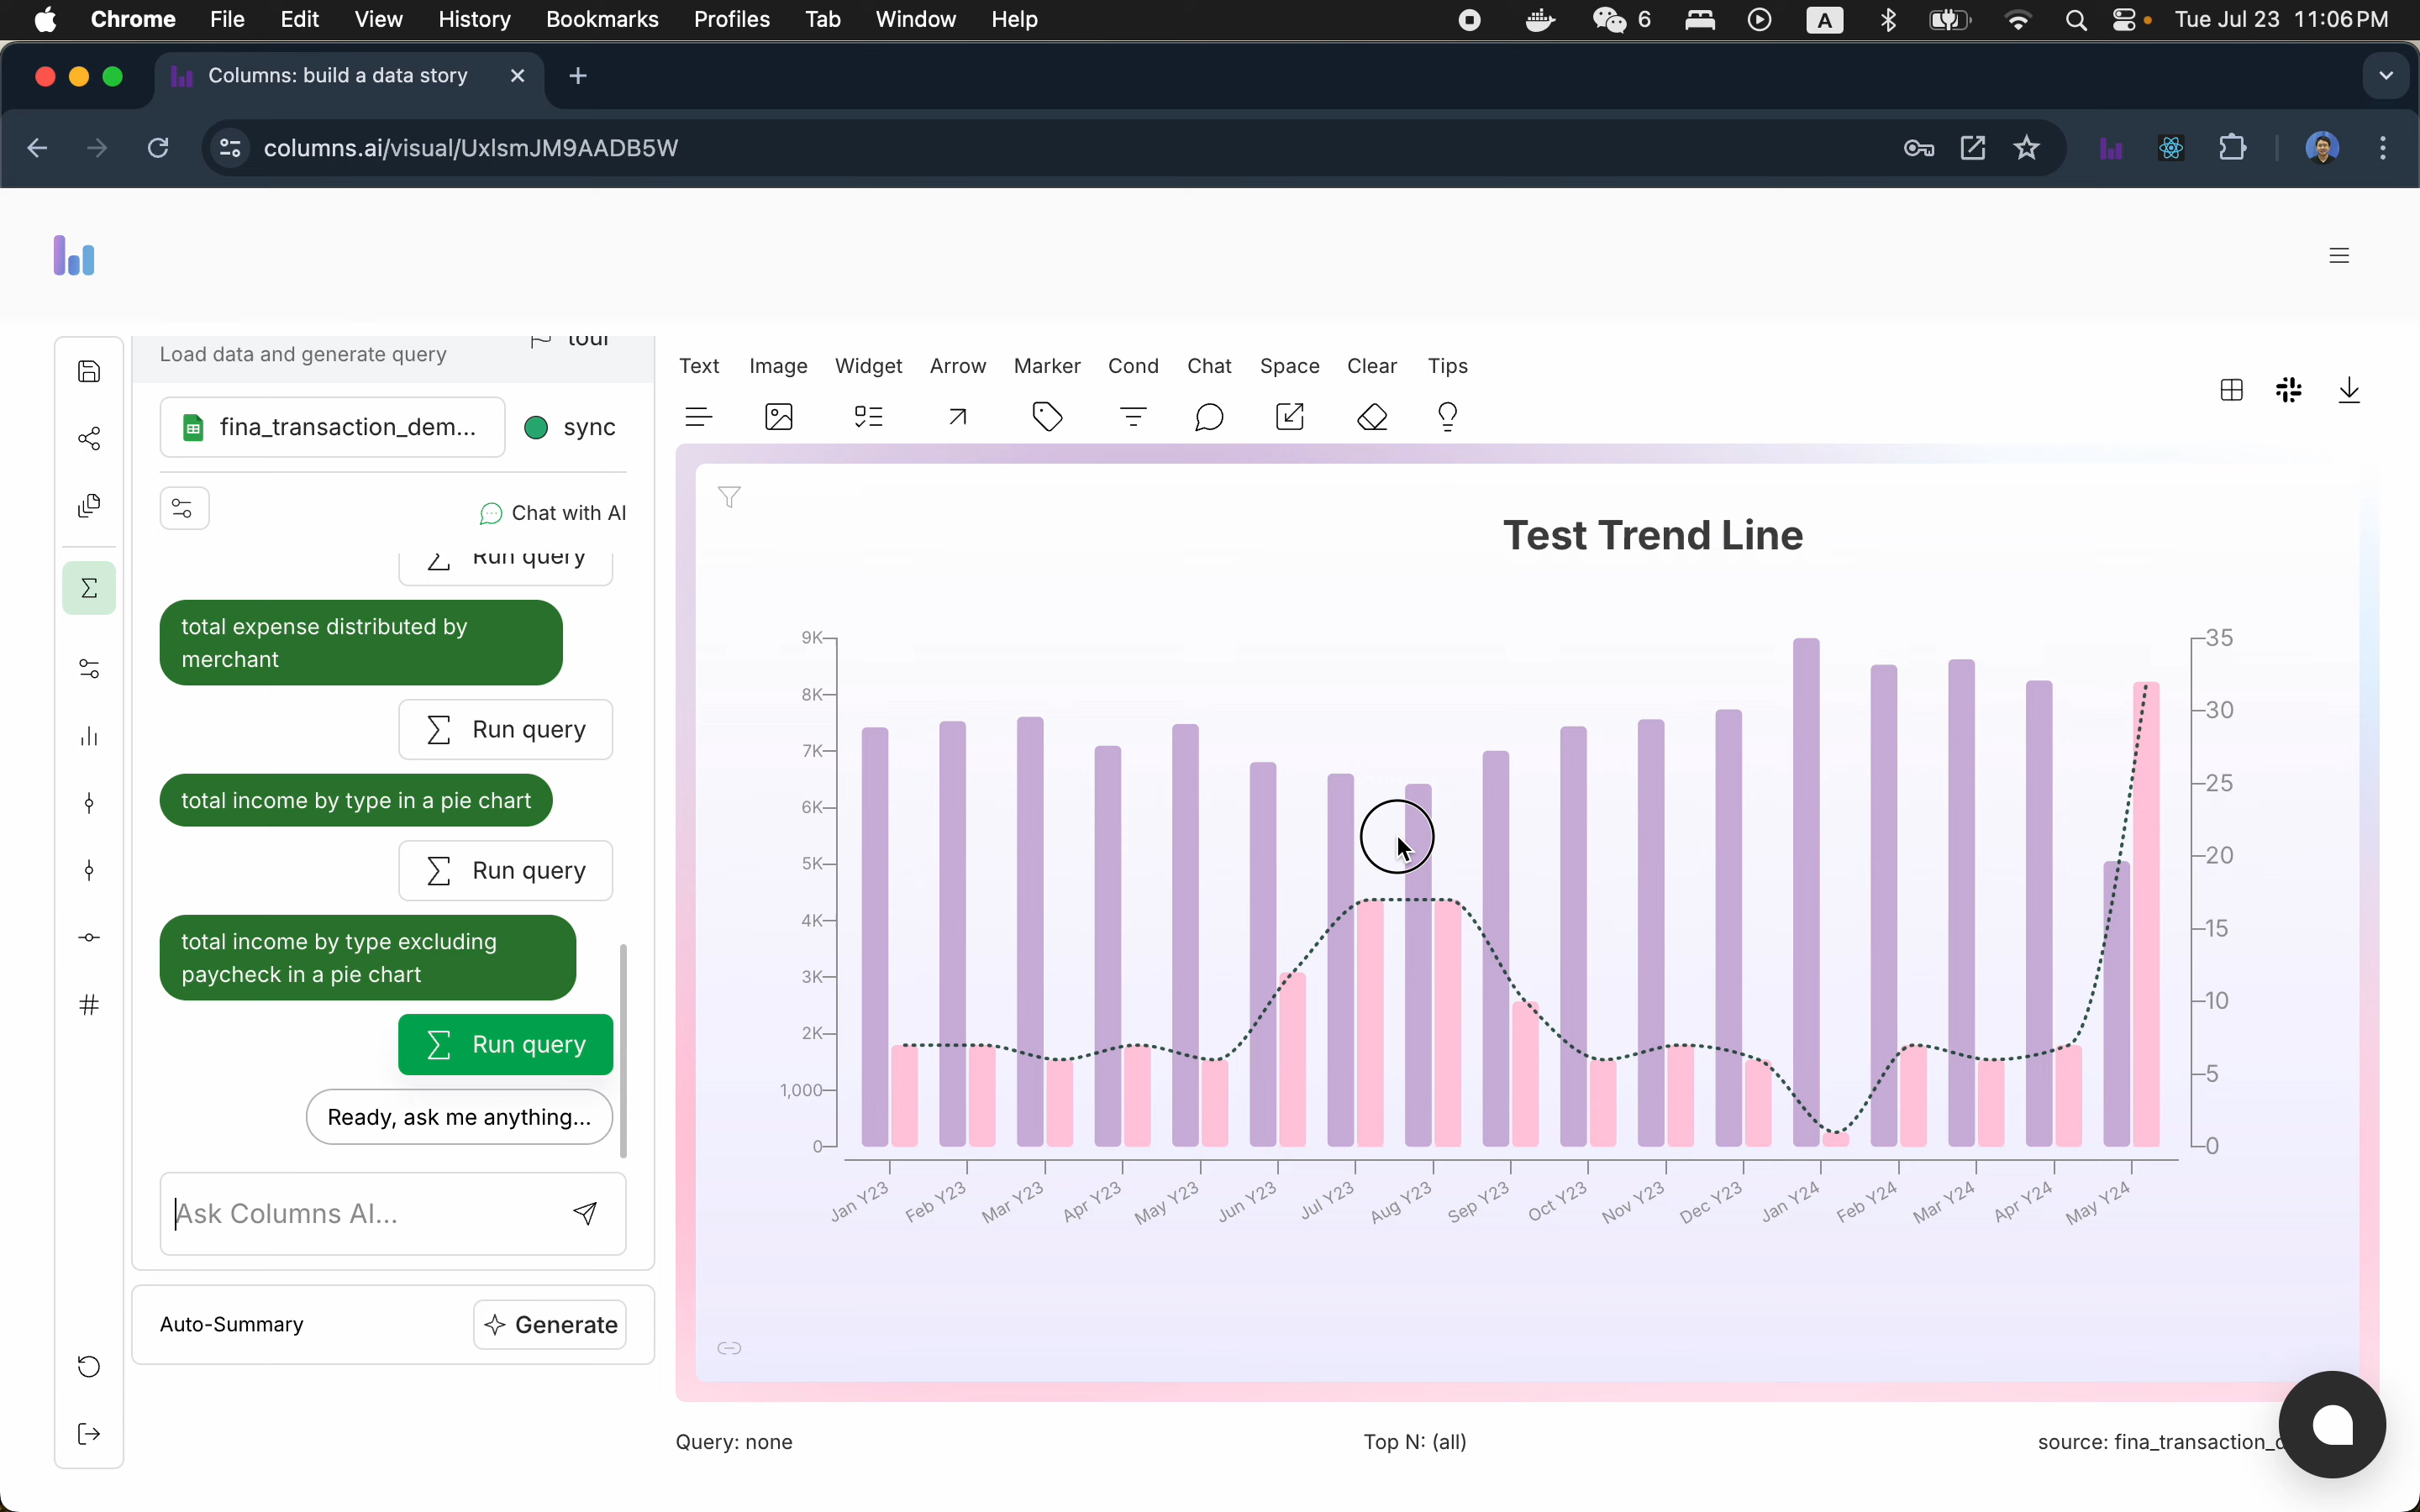 Chrome File Edit View History Bookmarks Profiles Tab Window Help 6 A Tue Jul 23 11:06 PM
Columns: build a data story
columns.ai/visual/UxlsmJM9AADB5W
Load data and generate query
tour
fina_transaction_dem...
sync
Chat with AI
Run query
total expense distributed by
merchant
Run query
total income by type in a pie chart
Run query
total income by type excluding
paycheck in a pie chart
Run query
Ready, ask me anything...
Ask Columns AI...
Auto-Summary
Generate
Text Image Widget Arrow Marker Cond Chat Space Clear Tips
Test Trend Line
9K
8K
7K
6K
5K
4K
3K
2K
1,000
0
35
30
25
20
15
10
5
0
Jan Y23
Feb Y23
Mar Y23
Apr Y23
May Y23
Jun Y23
Jul Y23
Aug Y23
Sep Y23
Oct Y23
Nov Y23
Dec Y23
Jan Y24
Feb Y24
Mar Y24
Apr Y24
May Y24
Query: none
Top N: (all)
source: fina_transaction_